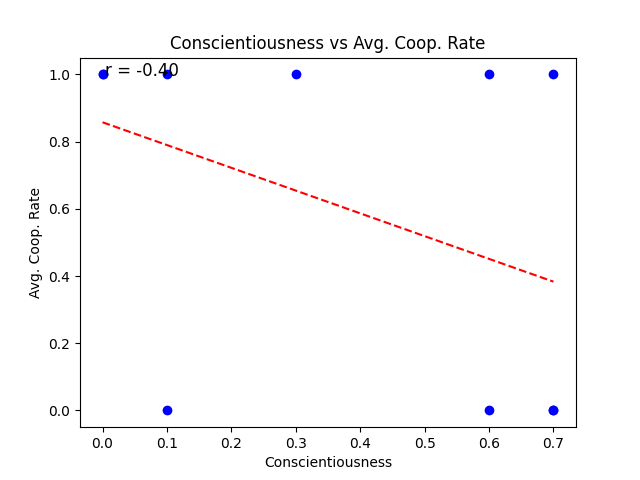 Conscientiousness vs Avg. Coop. Rate
r = -0.40
1.0
0.8
0.6
0.4
0.2
0.0
Avg. Coop. Rate
0.0 0.1 0.2 0.3 0.4 0.5 0.6 0.7
Conscientiousness